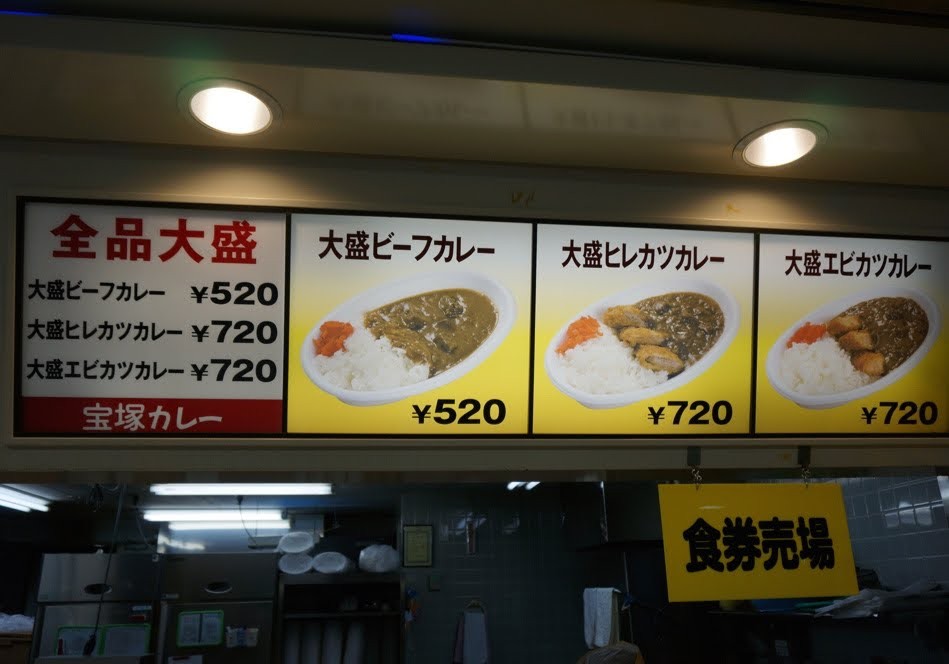 全品大盛
大盛ビーフカレー ¥520
大盛ヒレカツカレー ¥720
大盛エビカツカレー ¥720
宝塚カレー
大盛ビーフカレー
¥520
大盛ヒレカツカレー
¥720
大盛エビカツカレー
¥720
食券売場